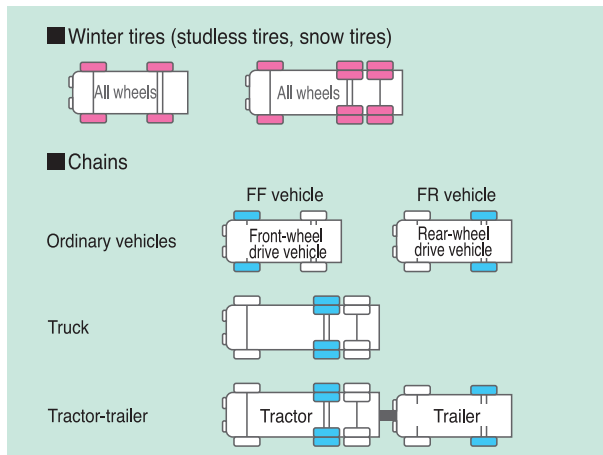 ■ Winter tires (studless tires, snow tires)
All wheels
All wheels
■ Chains
FF vehicle
FR vehicle
Ordinary vehicles
Front-wheel
drive vehicle
Rear-wheel
drive vehicle
Truck
Tractor-trailer
Tractor
Trailer